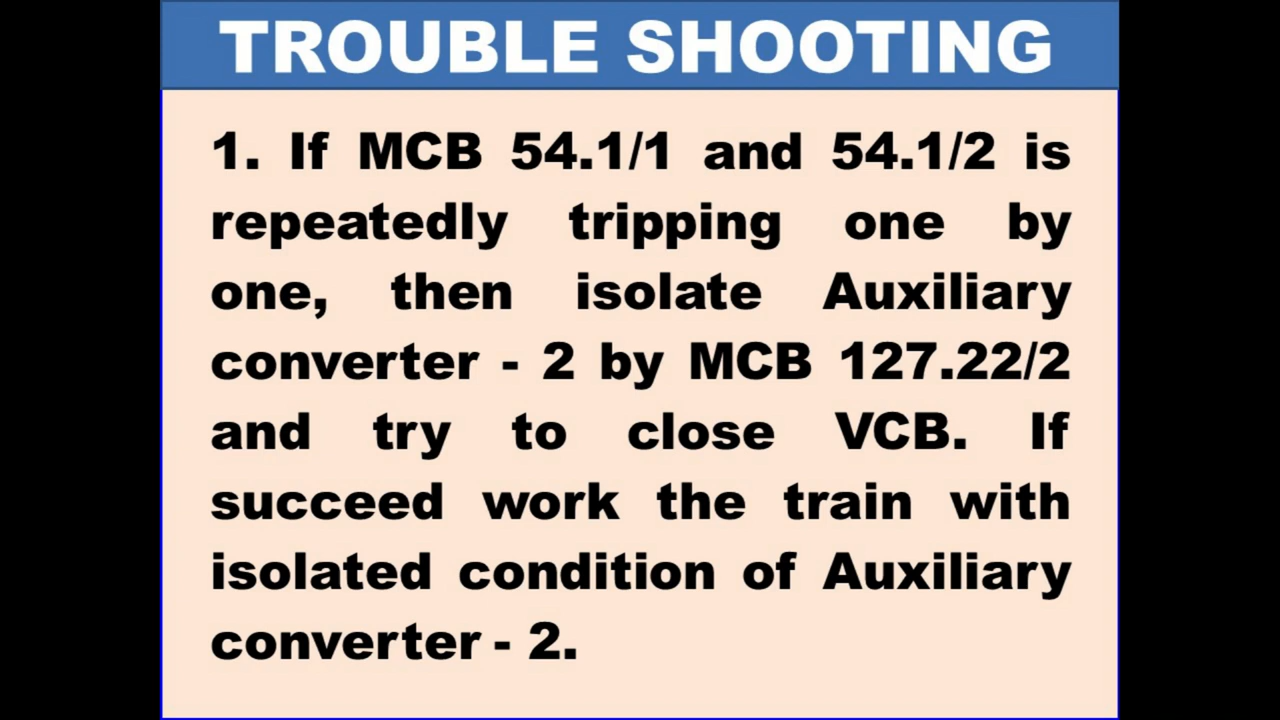 TROUBLE SHOOTING
1. If MCB 54.1/1 and 54.1/2 is
repeatedly tripping one by
one, then isolate Auxiliary
converter - 2 by MCB 127.22/2
and try to close VCB. If
succeed work the train with
isolated condition of Auxiliary
converter - 2.